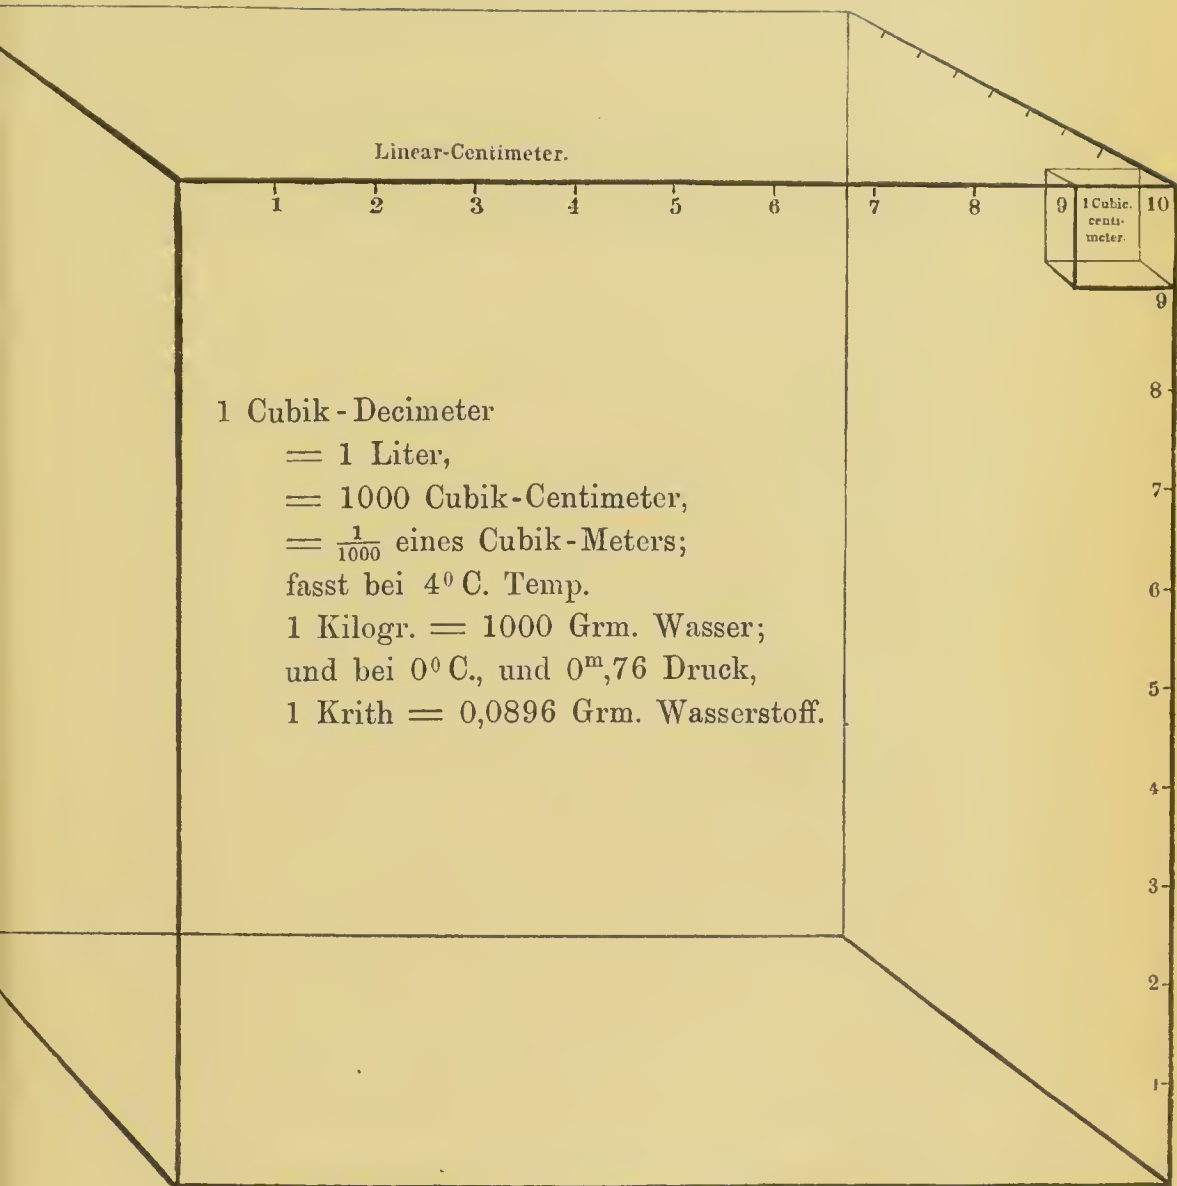 Linear-Centimeter.
1 2 3 4 5 6 7 8 9 10
1 Cubic.
centi-
meter.
9
8
7
6
5
4
3
2
1
1 Cubik-Decimeter
= 1 Liter,
= 1000 Cubik-Centimeter,
= 1/1000 eines Cubik-Meters;
fasst bei 4⁰ C. Temp.
1 Kilogr. = 1000 Grm. Wasser;
und bei 0⁰ C., und 0ᵐ,76 Druck,
1 Krith = 0,0896 Grm. Wasserstoff.